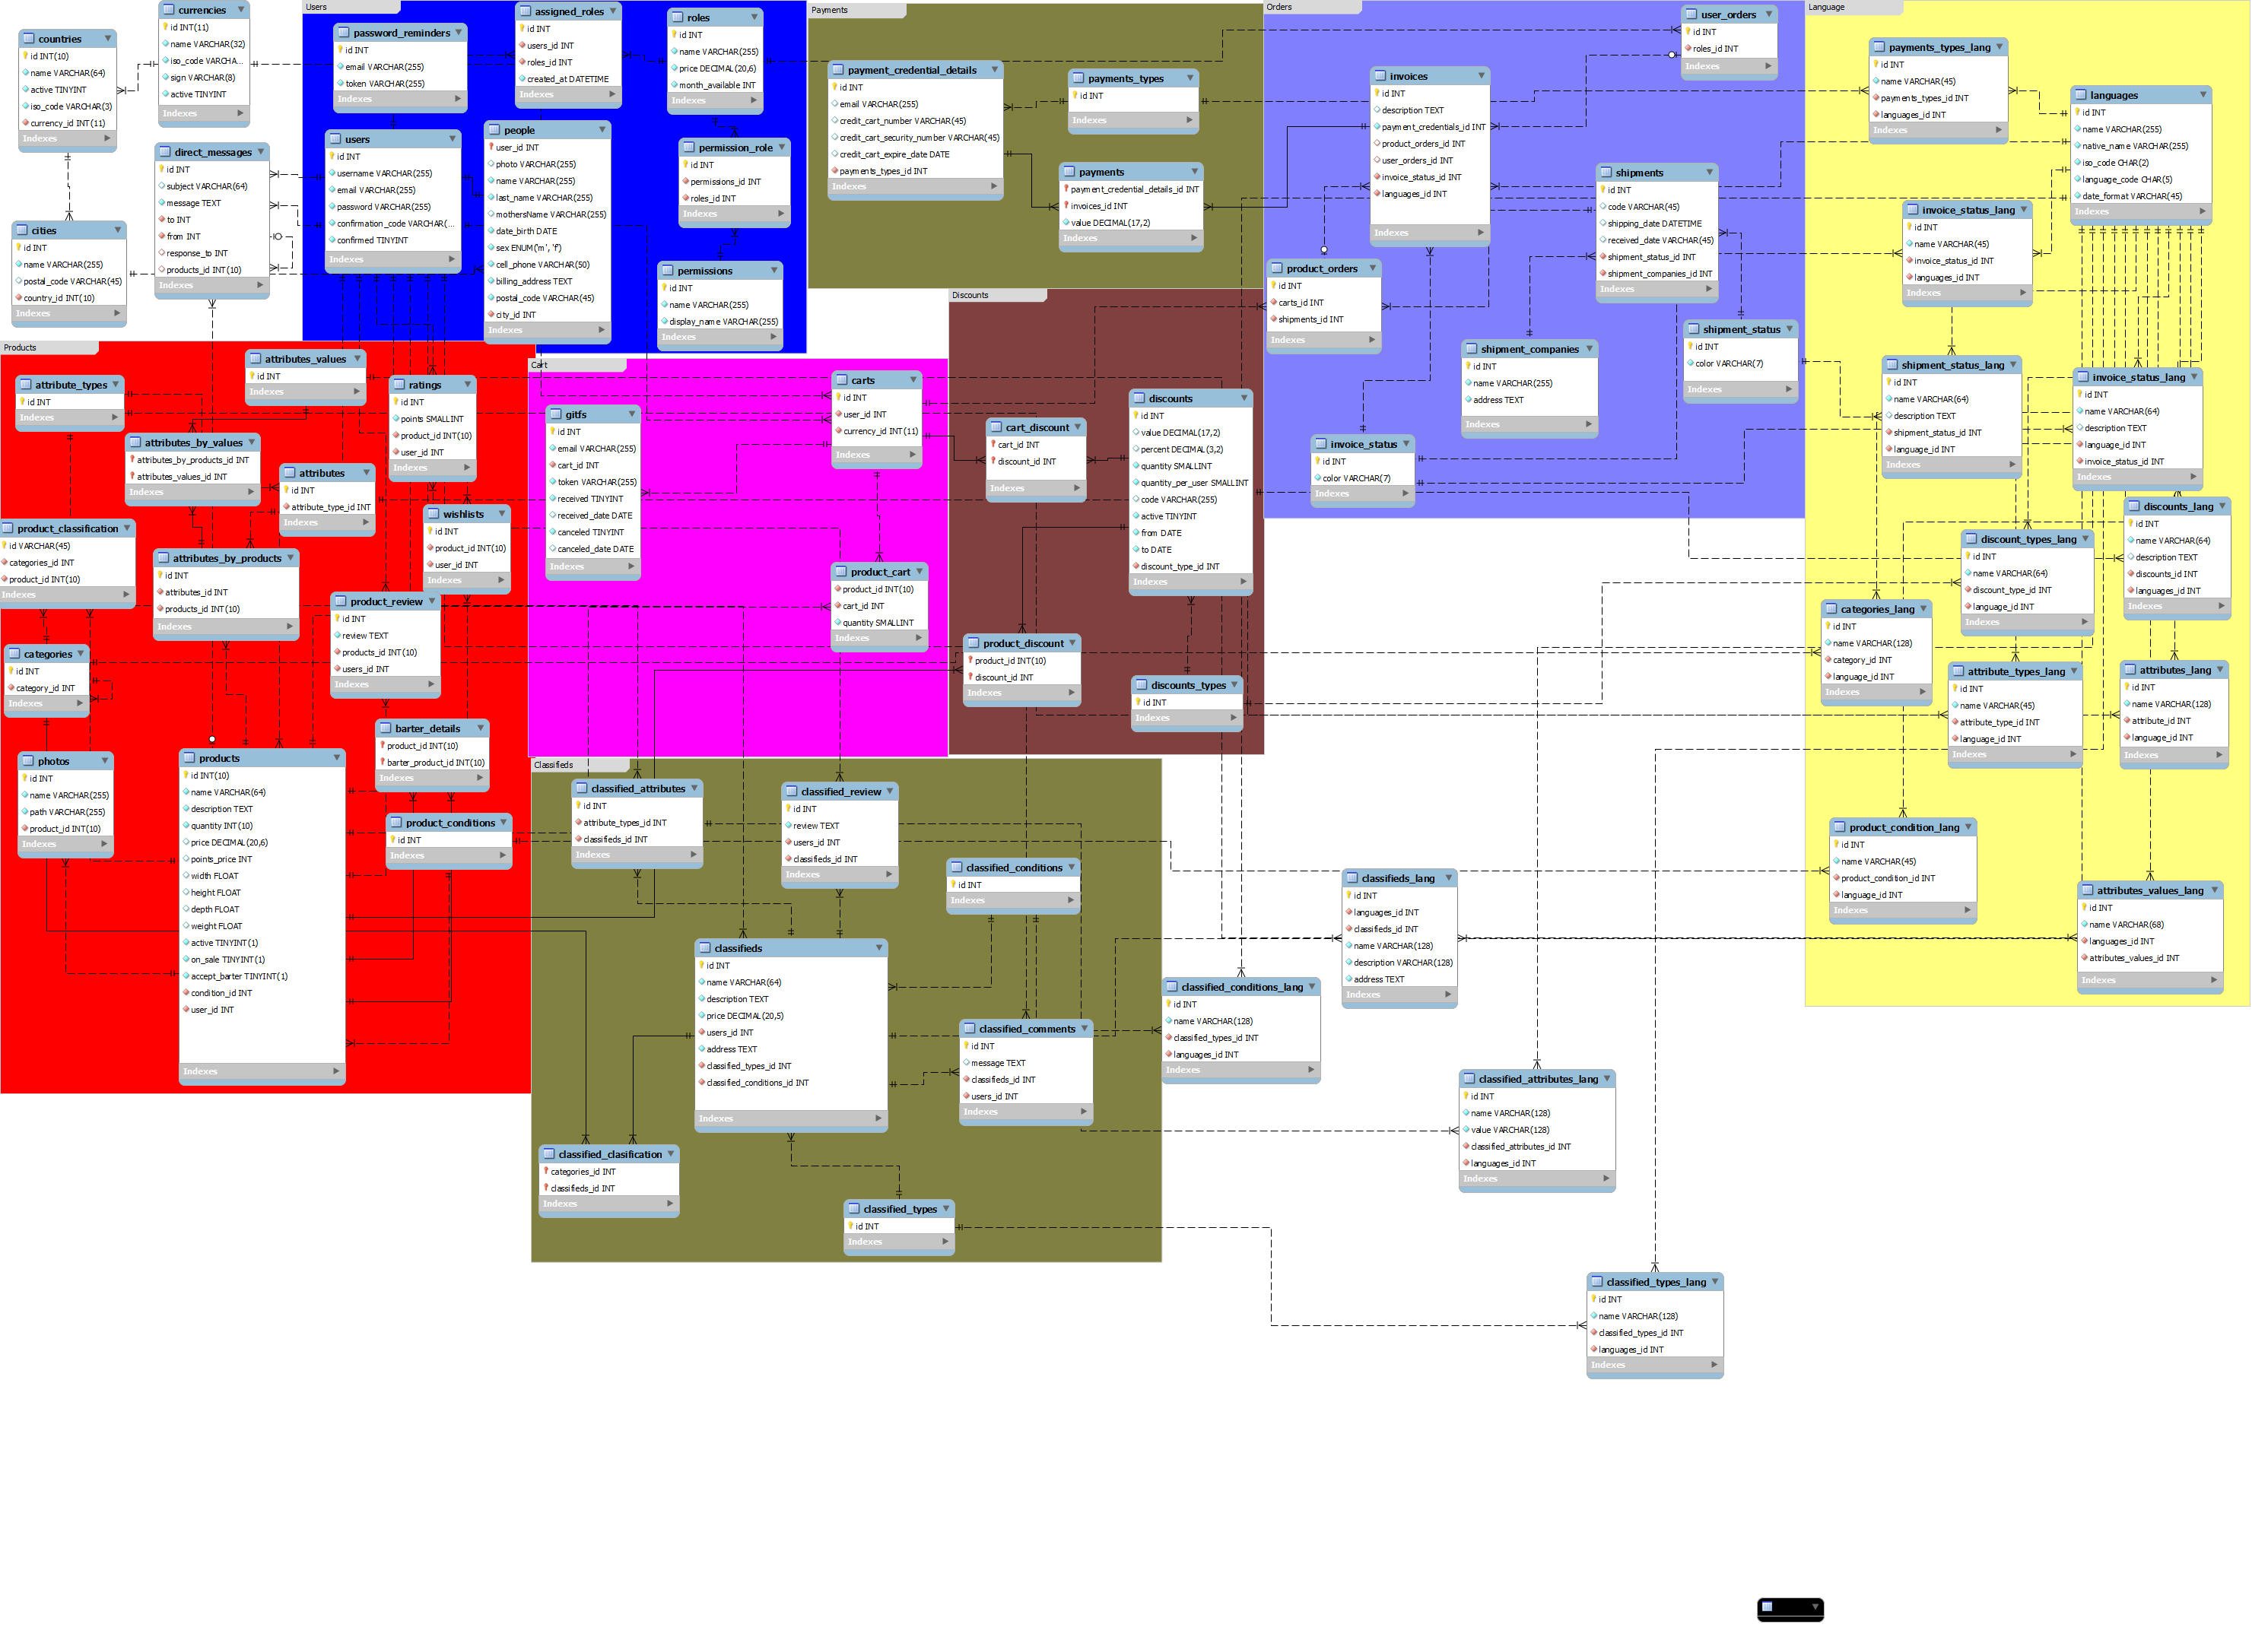 currencies
id INT(11)
name VARCHAR(32)
iso_code VARCHA...
sign VARCHAR(8)
active TINYINT
Indexes
countries
id INT(10)
name VARCHAR(64)
active TINYINT
iso_code VARCHAR(3)
currency_id INT(11)
Indexes
direct_messages
id INT
subject VARCHAR(64)
message TEXT
to INT
from INT
response_to INT
products_id INT(10)
Indexes
cities
id INT
name VARCHAR(255)
postal_code VARCHAR(45)
country_id INT(10)
Indexes
Users
password_reminders
id INT
email VARCHAR(255)
token VARCHAR(255)
Indexes
assigned_roles
id INT
users_id INT
roles_id INT
created_at DATETIME
Indexes
roles
id INT
name VARCHAR(255)
price DECIMAL(20,6)
month_available INT
Indexes
users
id INT
username VARCHAR(255)
email VARCHAR(255)
password VARCHAR(255)
confirmation_code VARCHAR(...
confirmed TINYINT
Indexes
people
user_id INT
photo VARCHAR(255)
name VARCHAR(255)
last_name VARCHAR(255)
mothersName VARCHAR(255)
date_birth DATE
sex ENUM('m', 'f')
cell_phone VARCHAR(50)
billing_address TEXT
postal_code VARCHAR(45)
city_id INT
Indexes
permission_role
id INT
permissions_id INT
roles_id INT
Indexes
permissions
id INT
name VARCHAR(255)
display_name VARCHAR(255)
Indexes
Payments
payment_credential_details
id INT
email VARCHAR(255)
credit_cart_number VARCHAR(45)
credit_cart_security_number VARCHAR(45)
credit_cart_expire_date DATE
payments_types_id INT
Indexes
payments_types
id INT
Indexes
payments
payment_credential_details_id INT
invoices_id INT
value DECIMAL(17,2)
Indexes
Orders
user_orders
id INT
roles_id INT
Indexes
invoices
id INT
description TEXT
payment_credentials_id INT
product_orders_id INT
user_orders_id INT
invoice_status_id INT
languages_id INT
Indexes
shipments
id INT
code VARCHAR(45)
shipping_date DATETIME
received_date VARCHAR(45)
shipment_status_id INT
shipment_companies_id INT
Indexes
product_orders
id INT
carts_id INT
shipments_id INT
Indexes
shipment_companies
id INT
name VARCHAR(255)
address TEXT
Indexes
shipment_status
id INT
color VARCHAR(7)
Indexes
invoice_status
id INT
color VARCHAR(7)
Indexes
Language
payments_types_lang
id INT
name VARCHAR(45)
payments_types_id INT
languages_id INT
Indexes
languages
id INT
name VARCHAR(255)
native_name VARCHAR(255)
iso_code CHAR(2)
language_code CHAR(5)
date_format VARCHAR(45)
Indexes
invoice_status_lang
id INT
name VARCHAR(45)
invoice_status_id INT
languages_id INT
Indexes
shipment_status_lang
id INT
name VARCHAR(64)
description TEXT
shipment_status_id INT
language_id INT
Indexes
invoice_status_lang
id INT
name VARCHAR(64)
description TEXT
language_id INT
invoice_status_id INT
Indexes
discounts_lang
id INT
name VARCHAR(64)
description TEXT
discounts_id INT
languages_id INT
Indexes
discount_types_lang
id INT
name VARCHAR(64)
discount_type_id INT
language_id INT
Indexes
categories_lang
id INT
name VARCHAR(128)
category_id INT
language_id INT
Indexes
attribute_types_lang
id INT
name VARCHAR(45)
attribute_type_id INT
language_id INT
Indexes
attributes_lang
id INT
name VARCHAR(128)
attribute_id INT
language_id INT
Indexes
product_condition_lang
id INT
name VARCHAR(45)
product_condition_id INT
language_id INT
Indexes
attributes_values_lang
id INT
name VARCHAR(68)
languages_id INT
attributes_values_id INT
Indexes
Products
attributes_values
id INT
Indexes
attribute_types
id INT
Indexes
ratings
id INT
points SMALLINT
product_id INT(10)
user_id INT
Indexes
attributes_by_values
attributes_by_products_id INT
attributes_values_id INT
Indexes
attributes
id INT
attribute_type_id INT
Indexes
wishlists
id INT
product_id INT(10)
user_id INT
Indexes
product_classification
id VARCHAR(45)
categories_id INT
product_id INT(10)
Indexes
attributes_by_products
id INT
attributes_id INT
products_id INT(10)
Indexes
product_review
id INT
review TEXT
products_id INT(10)
users_id INT
Indexes
categories
id INT
category_id INT
Indexes
barter_details
product_id INT(10)
barter_product_id INT(10)
Indexes
photos
id INT
name VARCHAR(255)
path VARCHAR(255)
product_id INT(10)
Indexes
products
id INT(10)
name VARCHAR(64)
description TEXT
quantity INT(10)
price DECIMAL(20,6)
points_price INT
width FLOAT
height FLOAT
depth FLOAT
weight FLOAT
active TINYINT(1)
on_sale TINYINT(1)
accept_barter TINYINT(1)
condition_id INT
user_id INT
Indexes
product_conditions
id INT
Indexes
Cart
carts
id INT
user_id INT
currency_id INT(11)
Indexes
gitfs
id INT
email VARCHAR(255)
cart_id INT
token VARCHAR(255)
received TINYINT
received_date DATE
canceled TINYINT
canceled_date DATE
Indexes
product_cart
product_id INT(10)
cart_id INT
quantity SMALLINT
Indexes
Discounts
discounts
id INT
value DECIMAL(17,2)
percent DECIMAL(3,2)
quantity SMALLINT
quantity_per_user SMALLINT
code VARCHAR(255)
active TINYINT
from DATE
to DATE
discount_type_id INT
Indexes
cart_discount
cart_id INT
discount_id INT
Indexes
product_discount
product_id INT(10)
discount_id INT
Indexes
discounts_types
id INT
Indexes
Classifieds
classified_attributes
id INT
attribute_types_id INT
classifieds_id INT
Indexes
classified_review
id INT
review TEXT
users_id INT
classifieds_id INT
Indexes
classified_conditions
id INT
Indexes
classifieds
id INT
name VARCHAR(64)
description TEXT
price DECIMAL(20,5)
users_id INT
address TEXT
classified_types_id INT
classified_conditions_id INT
Indexes
classified_comments
id INT
message TEXT
classifieds_id INT
users_id INT
Indexes
classified_clasification
categories_id INT
classifieds_id INT
Indexes
classified_types
id INT
Indexes
classifieds_lang
id INT
languages_id INT
classifieds_id INT
name VARCHAR(128)
description VARCHAR(128)
address TEXT
Indexes
classified_conditions_lang
id INT
name VARCHAR(128)
classified_types_id INT
languages_id INT
Indexes
classified_attributes_lang
id INT
name VARCHAR(128)
value VARCHAR(128)
classified_attributes_id INT
languages_id INT
Indexes
classified_types_lang
id INT
name VARCHAR(128)
classified_types_id INT
languages_id INT
Indexes